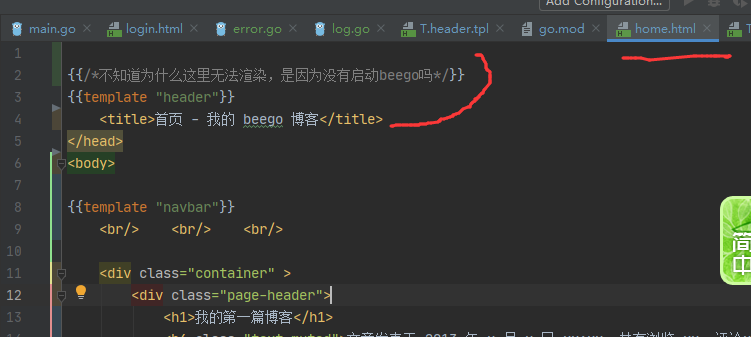 Add Configuration...
main.go login.html error.go log.go T.header.tpl go.mod home.html
1
2 {{/*不知道为什么这里无法渲染，是因为没有启动beego吗*/}}
3 {{template "header"}}
4 <title>首页 - 我的 beego 博客</title>
5 </head>
6 <body>
7
8 {{template "navbar"}}
9 <br/> <br/> <br/>
10
11 <div class="container" >
12 <div class="page-header">
13 <h1>我的第一篇博客</h1>
简
中